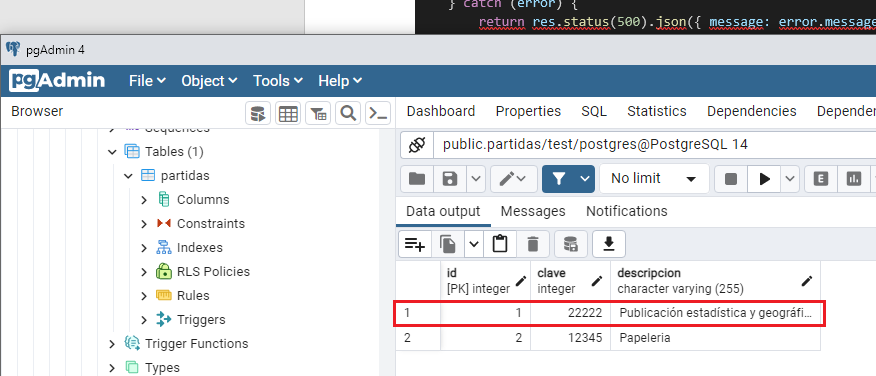 } catch (error) {
return res.status(500).json({ message: error.message
pgAdmin 4
pgAdmin File Object Tools Help
Browser
Dashboard Properties SQL Statistics Dependencies Depender
public.partidas/test/postgres@PostgreSQL 14
No limit
E
Data output Messages Notifications
Sequences
Tables (1)
partidas
Columns
Constraints
Indexes
RLS Policies
Rules
Triggers
Trigger Functions
Types
id clave descripcion
[PK] integer integer character varying (255)
1 1 22222 Publicación estadística y geográfi...
2 2 12345 Papeleria